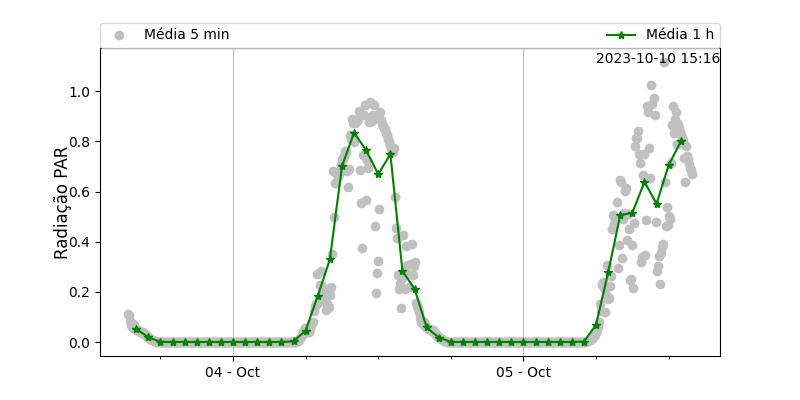 Média 5 min
Média 1 h
2023-10-10 15:16
Radiação PAR
1.0
0.8
0.6
0.4
0.2
0.0
04 - Oct
05 - Oct